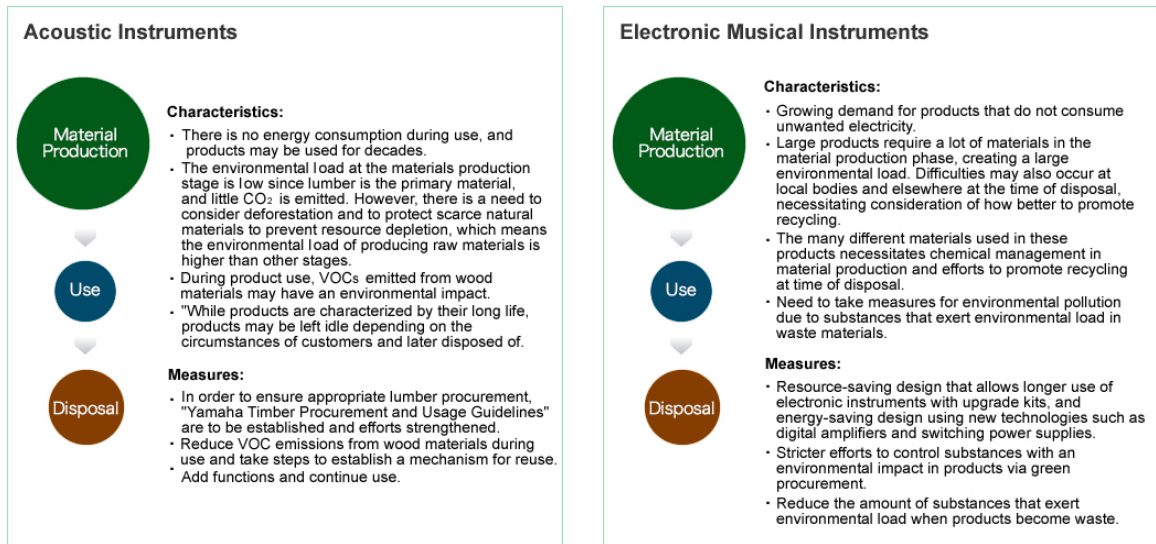 Acoustic Instruments
Material
Production
Use
Disposal
Characteristics:
· There is no energy consumption during use, and
products may be used for decades.
· The environmental load at the materials production
stage is low since lumber is the primary material,
and little CO₂ is emitted. However, there is a need to
consider deforestation and to protect scarce natural
materials to prevent resource depletion, which means
the environmental load of producing raw materials is
higher than other stages.
· During product use, VOCs emitted from wood
materials may have an environmental impact.
· "While products are characterized by their long life,
products may be left idle depending on the
circumstances of customers and later disposed of.
Measures:
· In order to ensure appropriate lumber procurement,
"Yamaha Timber Procurement and Usage Guidelines"
are to be established and efforts strengthened.
· Reduce VOC emissions from wood materials during
use and take steps to establish a mechanism for reuse.
· Add functions and continue use.
Electronic Musical Instruments
Material
Production
Use
Disposal
Characteristics:
· Growing demand for products that do not consume
unwanted electricity.
· Large products require a lot of materials in the
material production phase, creating a large
environmental load. Difficulties may also occur at
local bodies and elsewhere at the time of disposal,
necessitating consideration of how better to promote
recycling.
· The many different materials used in these
products necessitates chemical management in
material production and efforts to promote recycling
at time of disposal.
· Need to take measures for environmental pollution
due to substances that exert environmental load in
waste materials.
Measures:
· Resource-saving design that allows longer use of
electronic instruments with upgrade kits, and
energy-saving design using new technologies such as
digital amplifiers and switching power supplies.
· Stricter efforts to control substances with an
environmental impact in products via green
procurement.
· Reduce the amount of substances that exert
environmental load when products become waste.